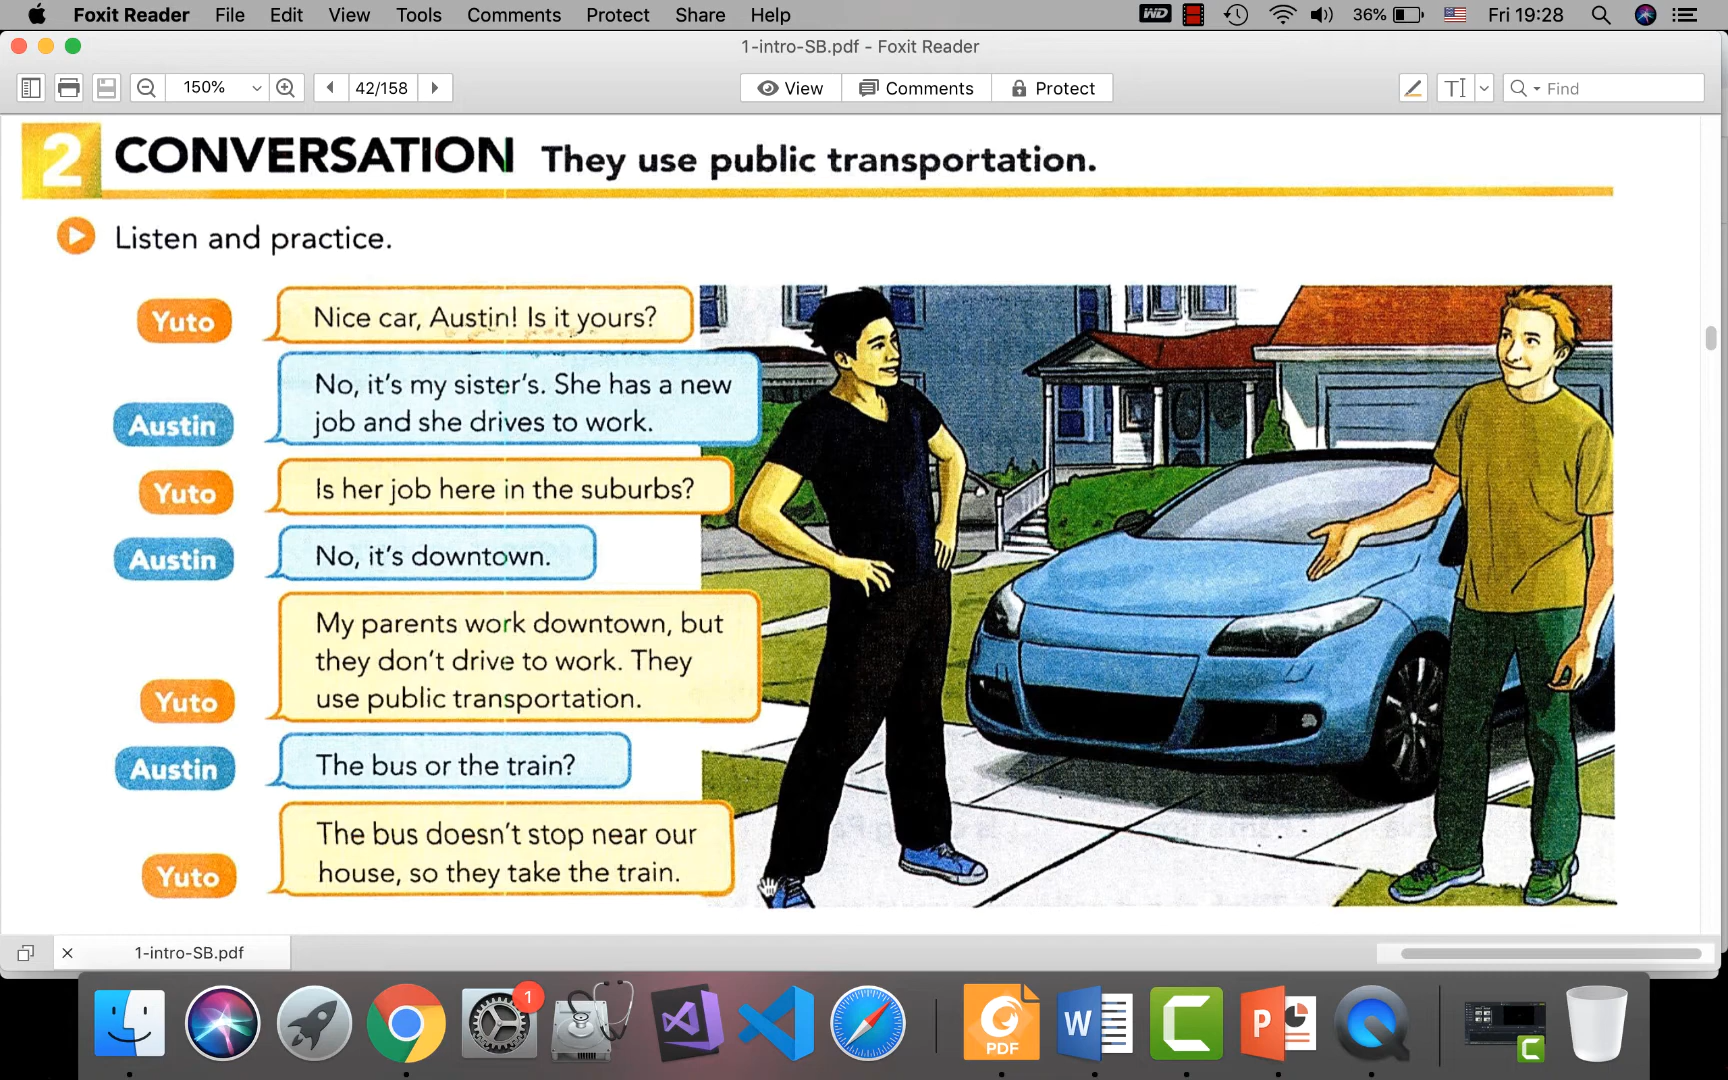 Foxit Reader File Edit View Tools Comments Protect Share Help WD 36% Fri 19:28
1-intro-SB.pdf - Foxit Reader
150% 42/158 View Comments Protect TI Find
2 CONVERSATION They use public transportation.
Listen and practice.
Yuto Nice car, Austin! Is it yours?
No, it's my sister's. She has a new
Austin job and she drives to work.
Yuto Is her job here in the suburbs?
Austin No, it's downtown.
My parents work downtown, but
they don't drive to work. They
Yuto use public transportation.
Austin The bus or the train?
The bus doesn't stop near our
Yuto house, so they take the train.
1-intro-SB.pdf
1
PDF W P C